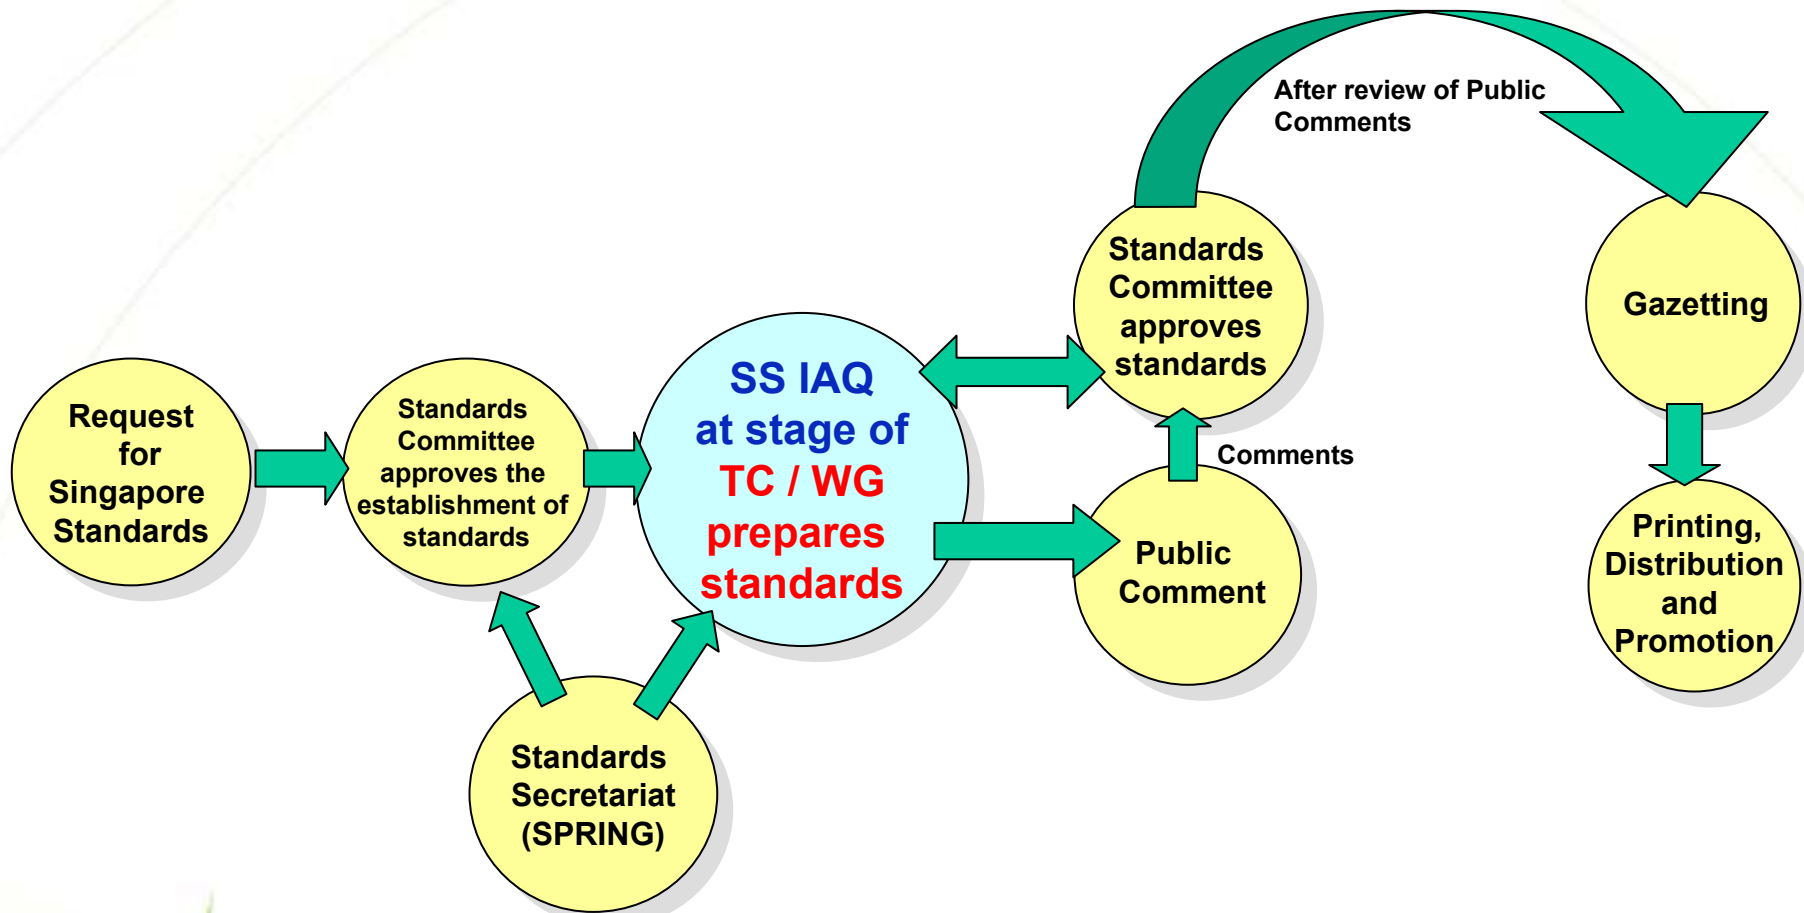 Request
for
Singapore
Standards
Standards
Committee
approves the
establishment of
standards
Standards
Secretariat
(SPRING)
SS IAQ
at stage of
TC / WG
prepares
standards
Public
Comment
Comments
Standards
Committee
approves
standards
After review of Public
Comments
Gazetting
Printing,
Distribution
and
Promotion